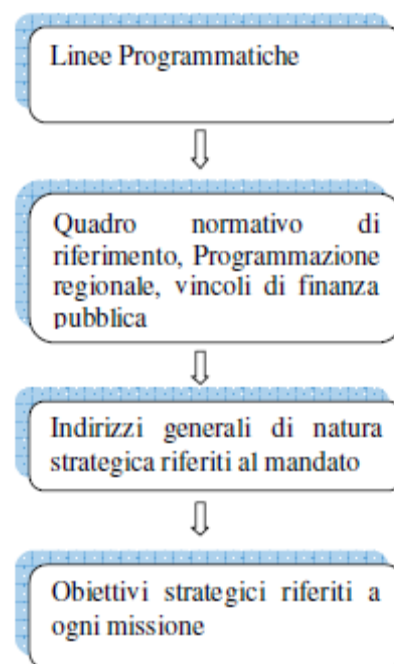 Linee Programmatiche
Quadro normativo di
riferimento, Programmazione
regionale, vincoli di finanza
pubblica
Indirizzi generali di natura
strategica riferiti al mandato
Obiettivi strategici riferiti a
ogni missione